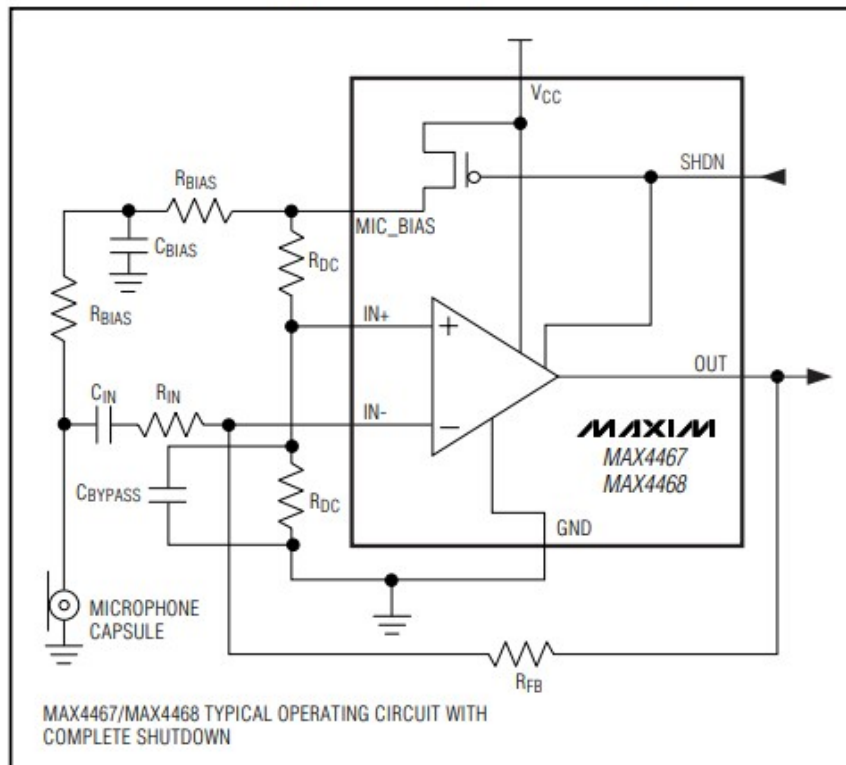 VCC
SHDN
RBIAS
MIC_BIAS
CBIAS
RDC
RBIAS
IN+
+
OUT
CIN
RIN
IN-
−
MAXIM
MAX4467
MAX4468
CBYPASS
RDC
GND
MICROPHONE
CAPSULE
RFB
MAX4467/MAX4468 TYPICAL OPERATING CIRCUIT WITH
COMPLETE SHUTDOWN